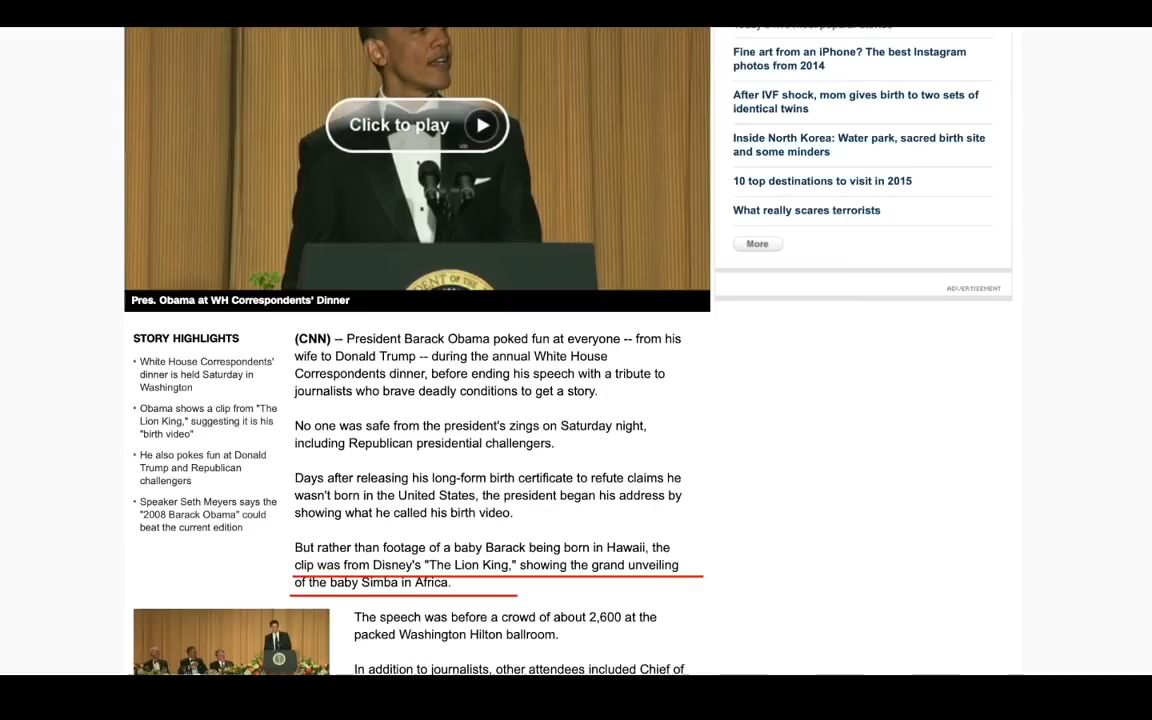 Fine art from an iPhone? The best Instagram
photos from 2014
After IVF shock, mom gives birth to two sets of
identical twins
Inside North Korea: Water park, sacred birth site
and some minders
10 top destinations to visit in 2015
What really scares terrorists
More
ADVERTISEMENT
Click to play
DENT OF THE
Pres. Obama at WH Correspondents' Dinner
STORY HIGHLIGHTS
• White House Correspondents'
dinner is held Saturday in
Washington
• Obama shows a clip from "The
Lion King," suggesting it is his
"birth video"
• He also pokes fun at Donald
Trump and Republican
challengers
• Speaker Seth Meyers says the
"2008 Barack Obama" could
beat the current edition
(CNN) -- President Barack Obama poked fun at everyone -- from his
wife to Donald Trump -- during the annual White House
Correspondents dinner, before ending his speech with a tribute to
journalists who brave deadly conditions to get a story.
No one was safe from the president's zings on Saturday night,
including Republican presidential challengers.
Days after releasing his long-form birth certificate to refute claims he
wasn't born in the United States, the president began his address by
showing what he called his birth video.
But rather than footage of a baby Barack being born in Hawaii, the
clip was from Disney's "The Lion King," showing the grand unveiling
of the baby Simba in Africa.
The speech was before a crowd of about 2,600 at the
packed Washington Hilton ballroom.
In addition to journalists, other attendees included Chief of